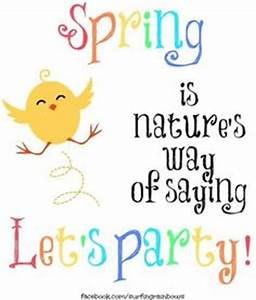 Spring
is
nature's
way
of saying
Let's party!
facebook.com/surfingrainbows